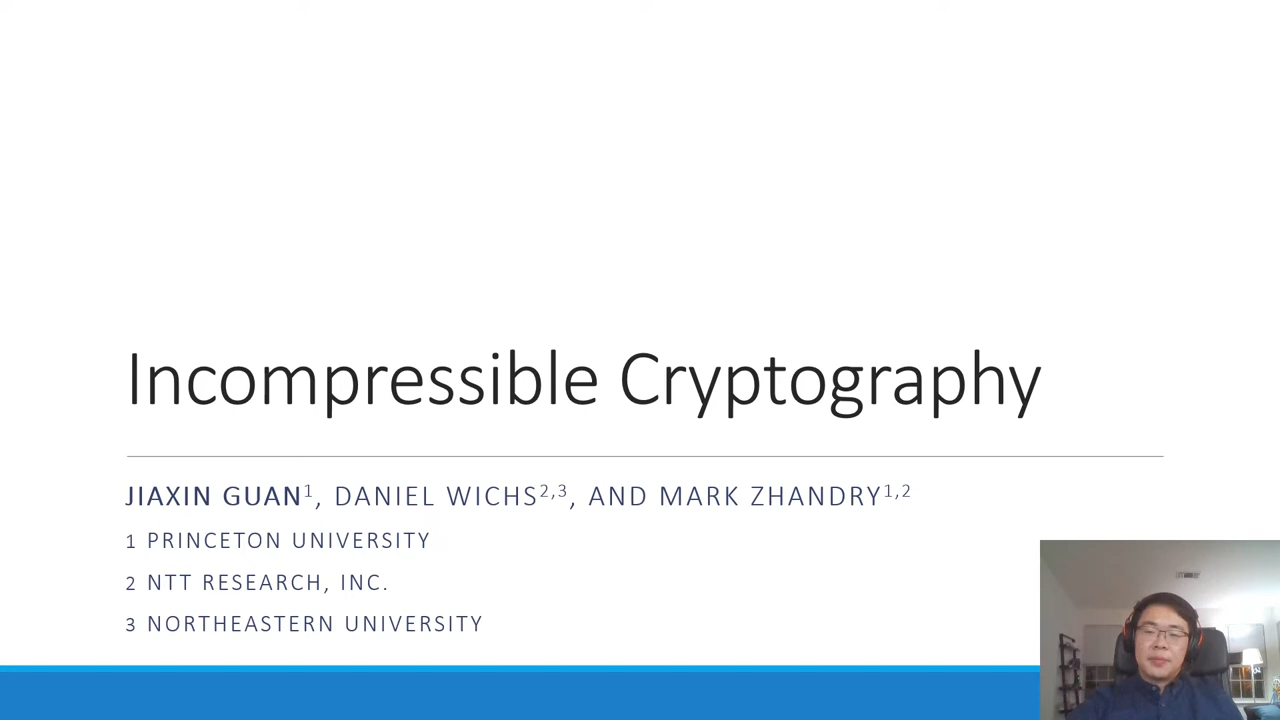 Incompressible Cryptography
JIAXIN GUAN1, DANIEL WICHS2,3, AND MARK ZHANDRY1,2
1 PRINCETON UNIVERSITY
2 NTT RESEARCH, INC.
3 NORTHEASTERN UNIVERSITY